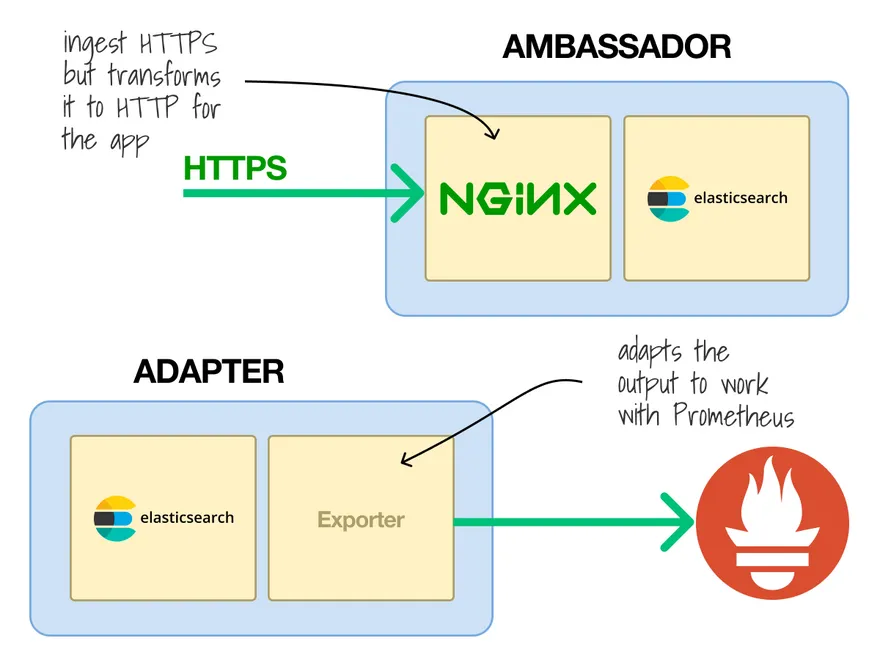 ingest HTTPS
but transforms
it to HTTP for
the app
AMBASSADOR
HTTPS
NGINX
elasticsearch
ADAPTER
adapts the
output to work
with Prometheus
elasticsearch
Exporter